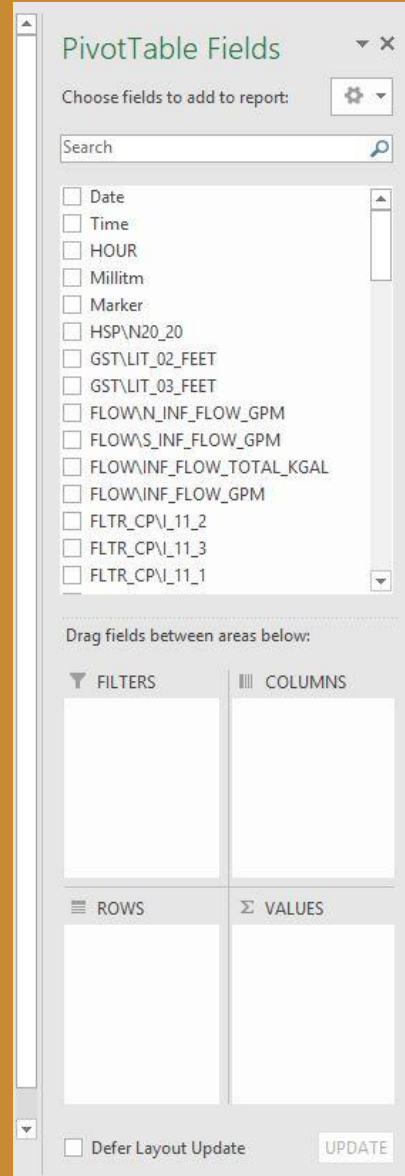 PivotTable Fields
Choose fields to add to report:
Search
Date
Time
HOUR
Millitm
Marker
HSP\N20_20
GST\LIT_02_FEET
GST\LIT_03_FEET
FLOW\N_INF_FLOW_GPM
FLOW\S_INF_FLOW_GPM
FLOW\INF_FLOW_TOTAL_KGAL
FLOW\INF_FLOW_GPM
FLTR_CP\I_11_2
FLTR_CP\I_11_3
FLTR_CP\I_11_1
Drag fields between areas below:
FILTERS
COLUMNS
ROWS
Σ VALUES
Defer Layout Update
UPDATE